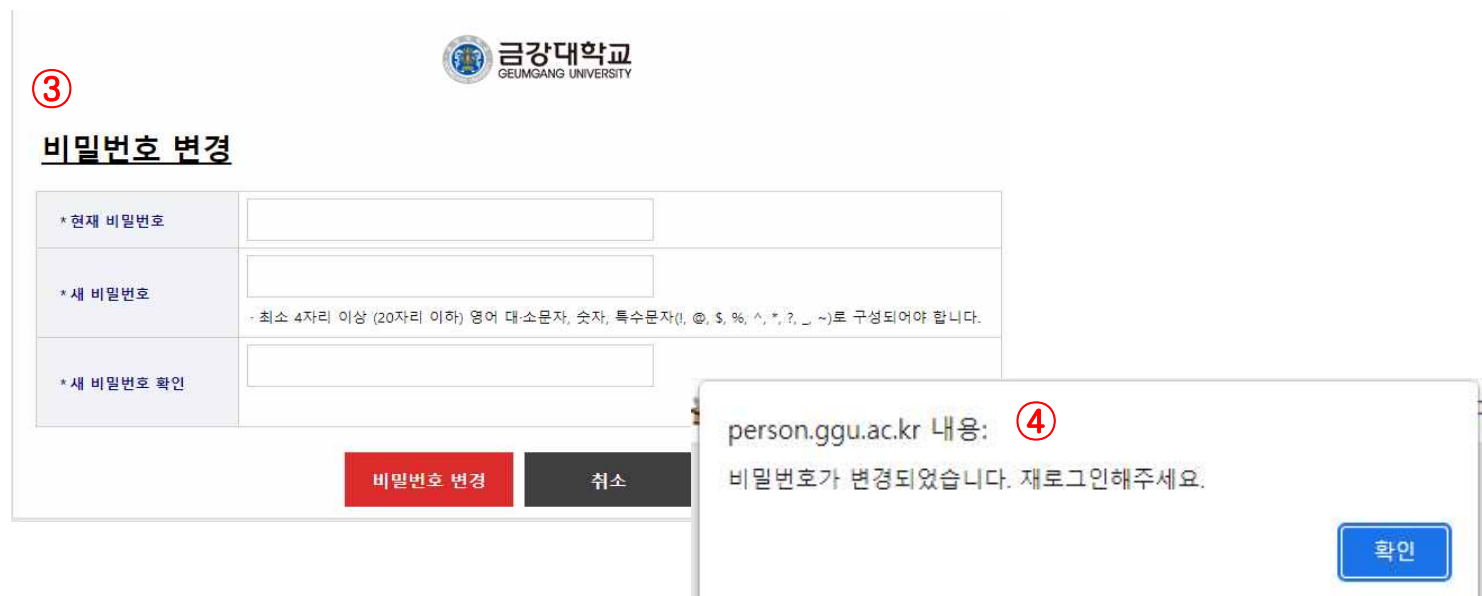 금강대학교
GEUMGANG UNIVERSITY
③
비밀번호 변경
* 현재 비밀번호
* 새 비밀번호
· 최소 4자리 이상 (20자리 이하) 영어 대·소문자, 숫자, 특수문자(!, @, $, %, ^, *, ?, _, ~)로 구성되어야 합니다.
* 새 비밀번호 확인
비밀번호 변경
취소
person.ggu.ac.kr 내용:
④
비밀번호가 변경되었습니다. 재로그인해주세요.
확인